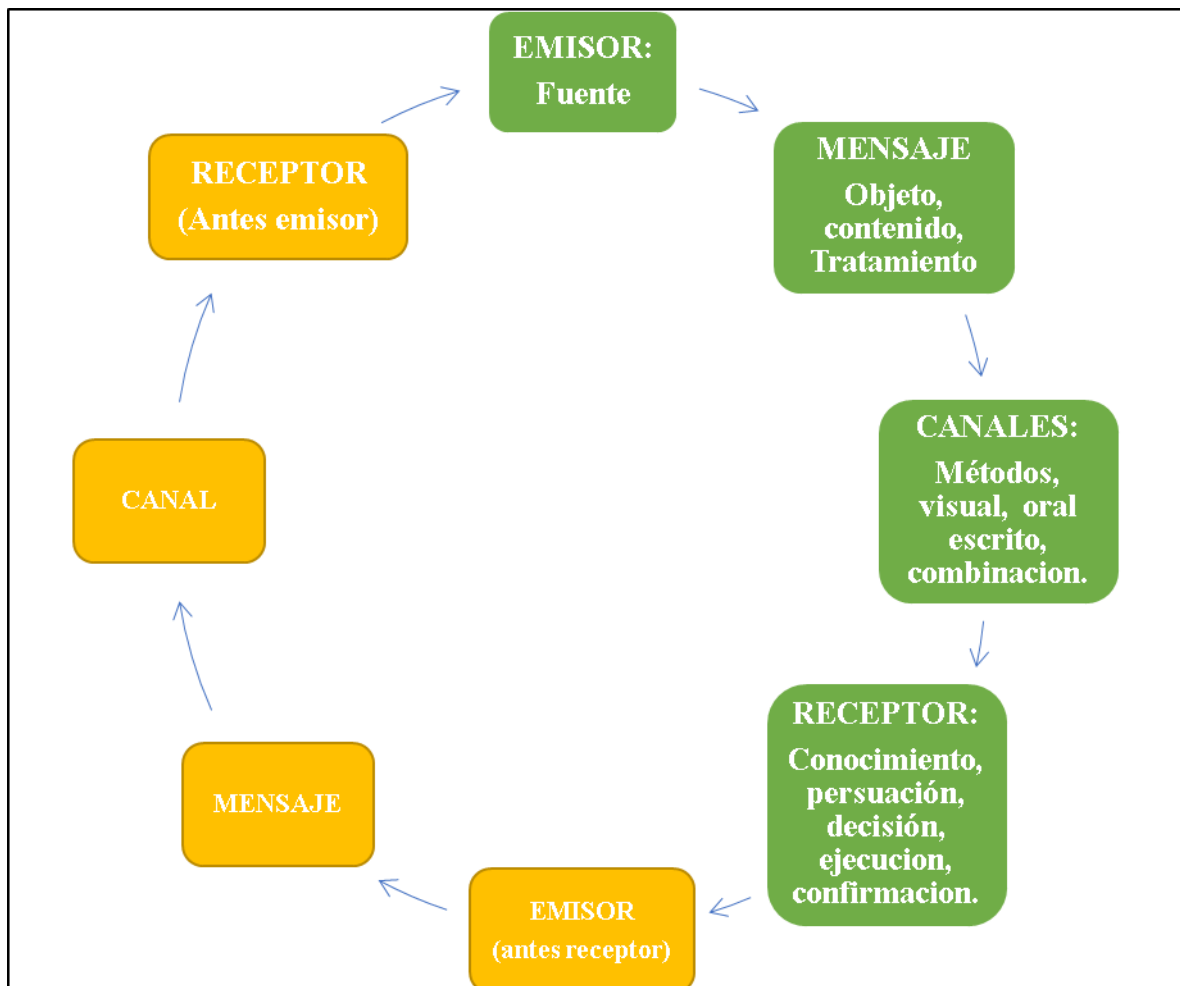 EMISOR:
Fuente
MENSAJE
Objeto,
contenido,
Tratamiento
CANALES:
Métodos,
visual, oral
escrito,
combinacion.
RECEPTOR:
Conocimiento,
persuación,
decisión,
ejecucion,
confirmacion.
EMISOR
(antes receptor)
MENSAJE
CANAL
RECEPTOR
(Antes emisor)